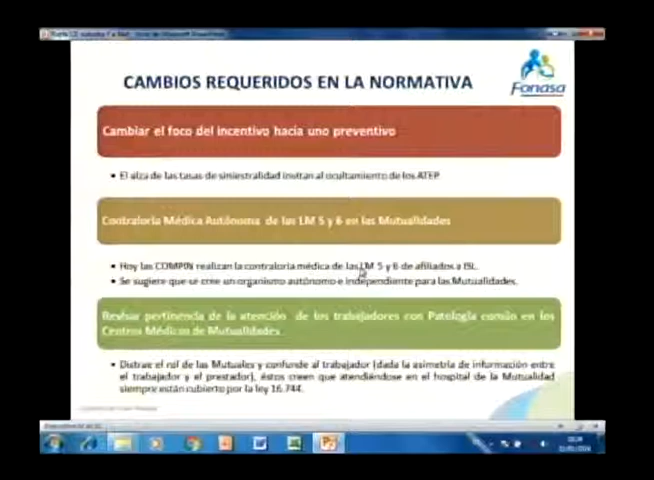 CAMBIOS REQUERIDOS EN LA NORMATIVA
Fonasa
Cambiar el foco del incentivo hacia uno preventivo
• El alza de las tasas de siniestralidad invitan al ocultamiento de los ATEP
Contraloría Médica Autónoma de las LM 5 y 6 en las Mutualidades
• Hoy las COMPIN realizan la contraloría médica de las LM 5 y 6 de afiliados a ISL.
• Se sugiere que se cree un organismo autónomo e independiente para las Mutualidades.
Revisar pertinencia de la atención de los trabajadores con Patología común en los
Centros Médicos de Mutualidades
• Distrae el rol de las Mutuales y confunde al trabajador (dada la asimetría de información entre
el trabajador y el prestador), éstos creen que atendiéndose en el hospital de la Mutualidad
siempre están cubierto por la ley 16.744.